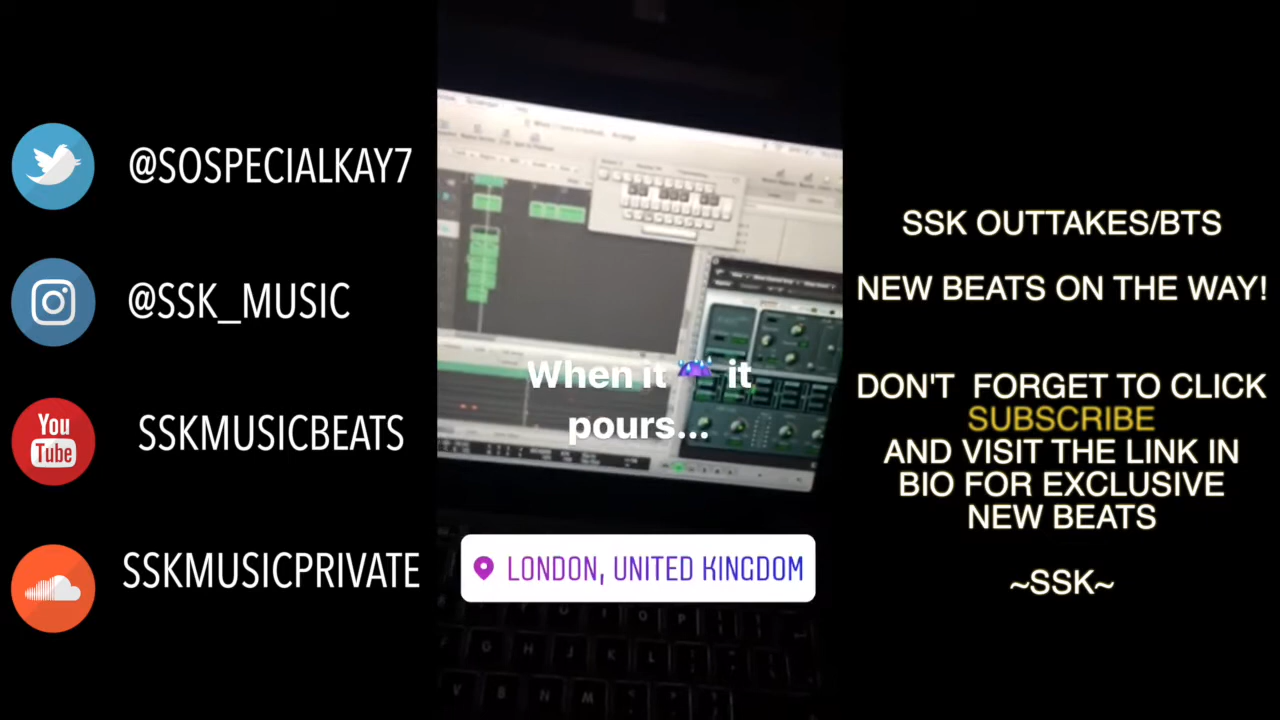 @SOSPECIALKAY7
@SSK_MUSIC
You
Tube
SSKMUSICBEATS
SSKMUSICPRIVATE
When it ☔ it
pours...
LONDON, UNITED KINGDOM
SSK OUTTAKES/BTS
NEW BEATS ON THE WAY!
DON'T FORGET TO CLICK
SUBSCRIBE
AND VISIT THE LINK IN
BIO FOR EXCLUSIVE
NEW BEATS
~SSK~